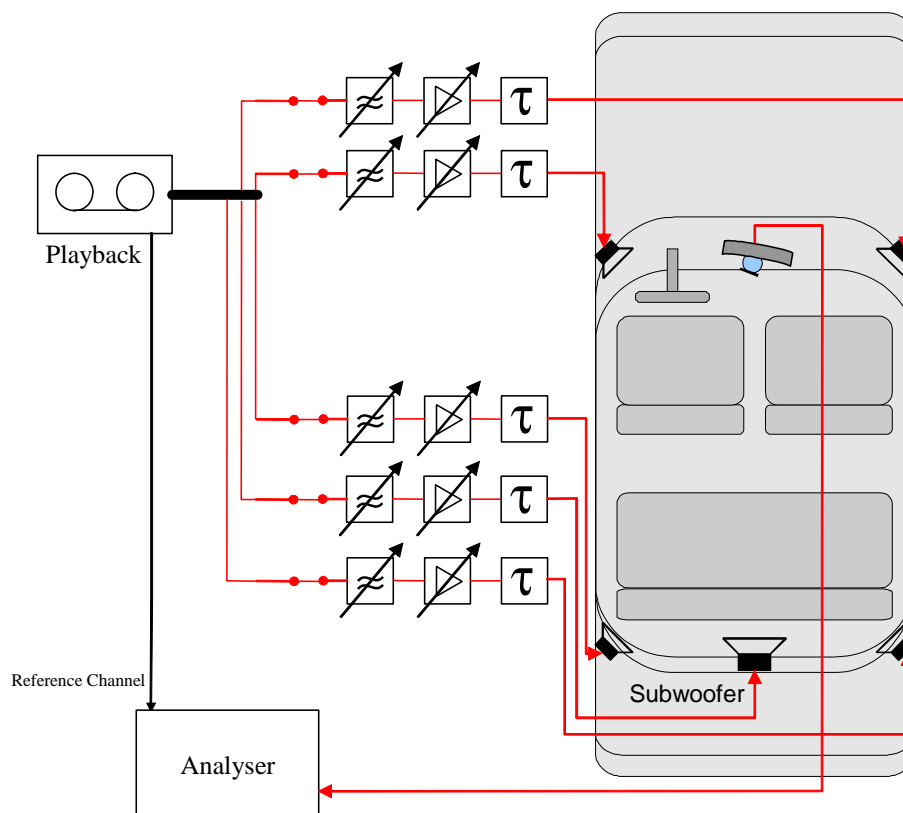 τ
τ
Playback
τ
τ
τ
Reference Channel
Subwoofer
Analyser